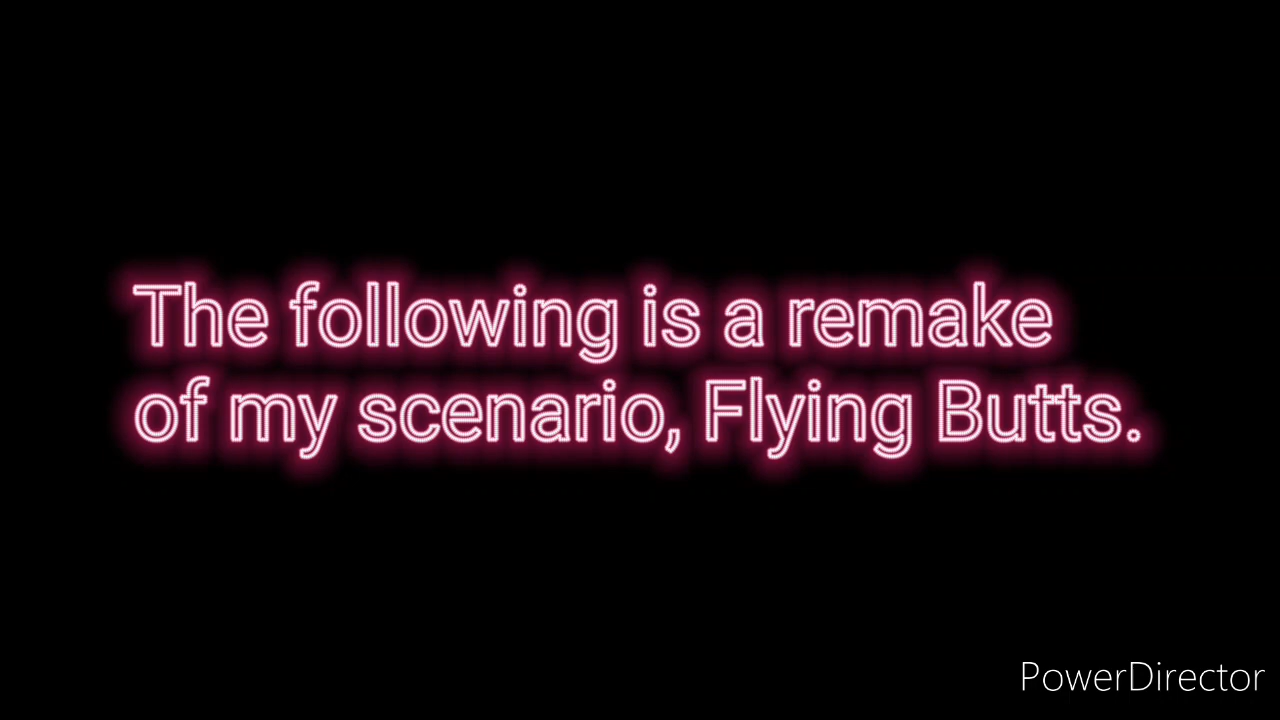 The following is a remake
of my scenario, Flying Butts.
PowerDirector